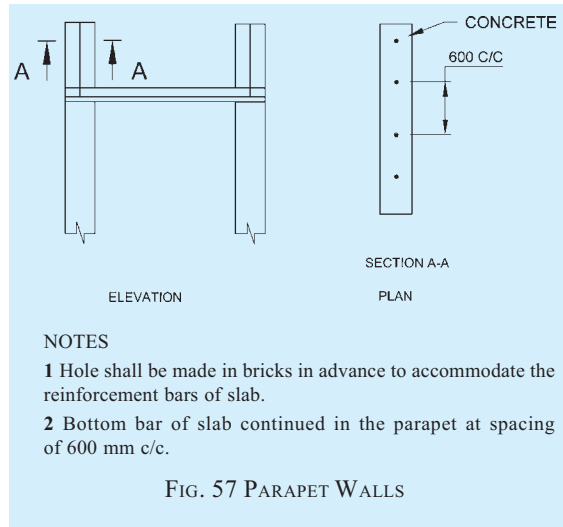 CONCRETE
600 C/C
A
A
SECTION A-A
ELEVATION
PLAN
NOTES
1 Hole shall be made in bricks in advance to accommodate the
reinforcement bars of slab.
2 Bottom bar of slab continued in the parapet at spacing
of 600 mm c/c.
FIG. 57 PARAPET WALLS